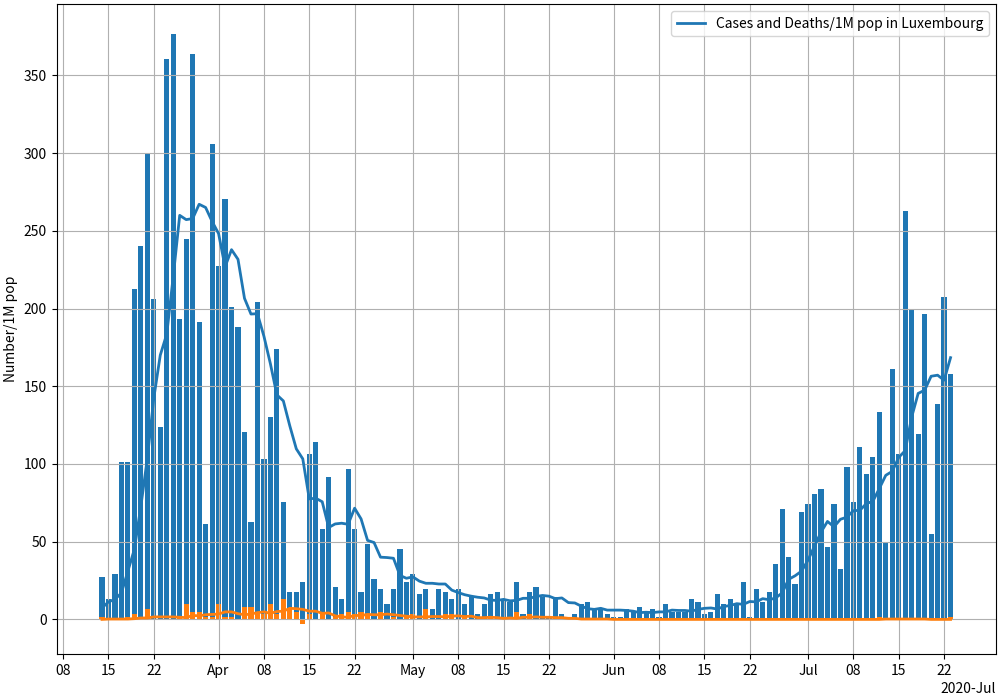 Cases and Deaths/1M pop in Luxembourg
Number/1M pop
350
300
250
200
150
100
50
0
08 15 22 Apr 08 15 22 May 08 15 22 Jun 08 15 22 Jul 08 15 22
2020-Jul